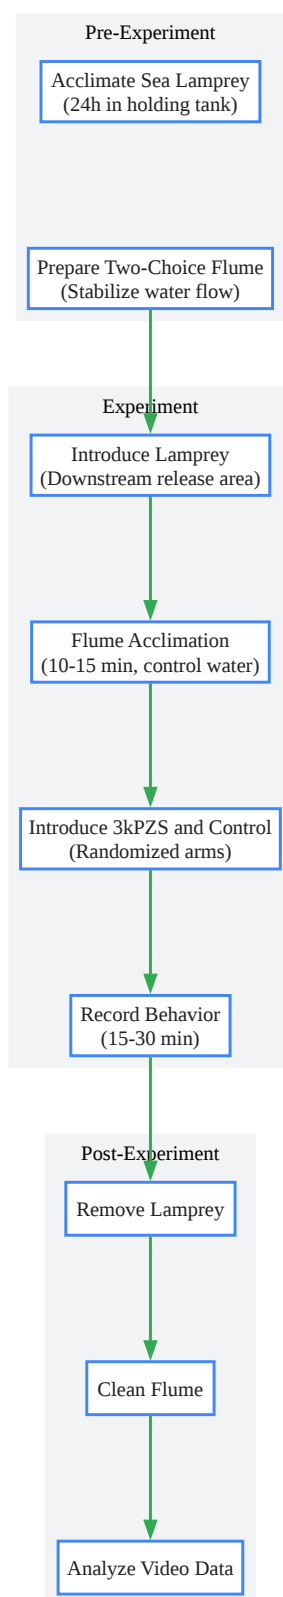 Pre-Experiment
Acclimate Sea Lamprey
(24h in holding tank)
Prepare Two-Choice Flume
(Stabilize water flow)
Experiment
Introduce Lamprey
(Downstream release area)
Flume Acclimation
(10-15 min, control water)
Introduce 3kPZS and Control
(Randomized arms)
Record Behavior
(15-30 min)
Post-Experiment
Remove Lamprey
Clean Flume
Analyze Video Data